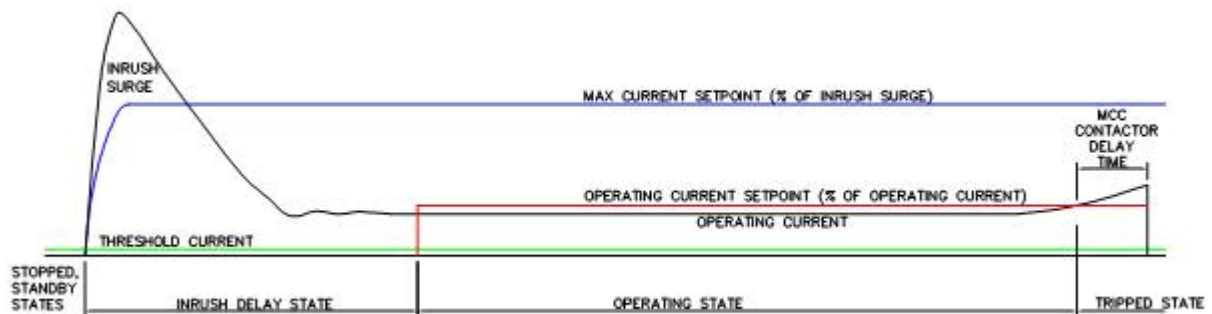 INRUSH
SURGE
MAX CURRENT SETPOINT (% OF INRUSH SURGE)
MCC
CONTACTOR
DELAY
TIME
OPERATING CURRENT SETPOINT (% OF OPERATING CURRENT)
OPERATING CURRENT
THRESHOLD CURRENT
STOPPED,
STANDBY
STATES
INRUSH DELAY STATE
OPERATING STATE
TRIPPED STATE